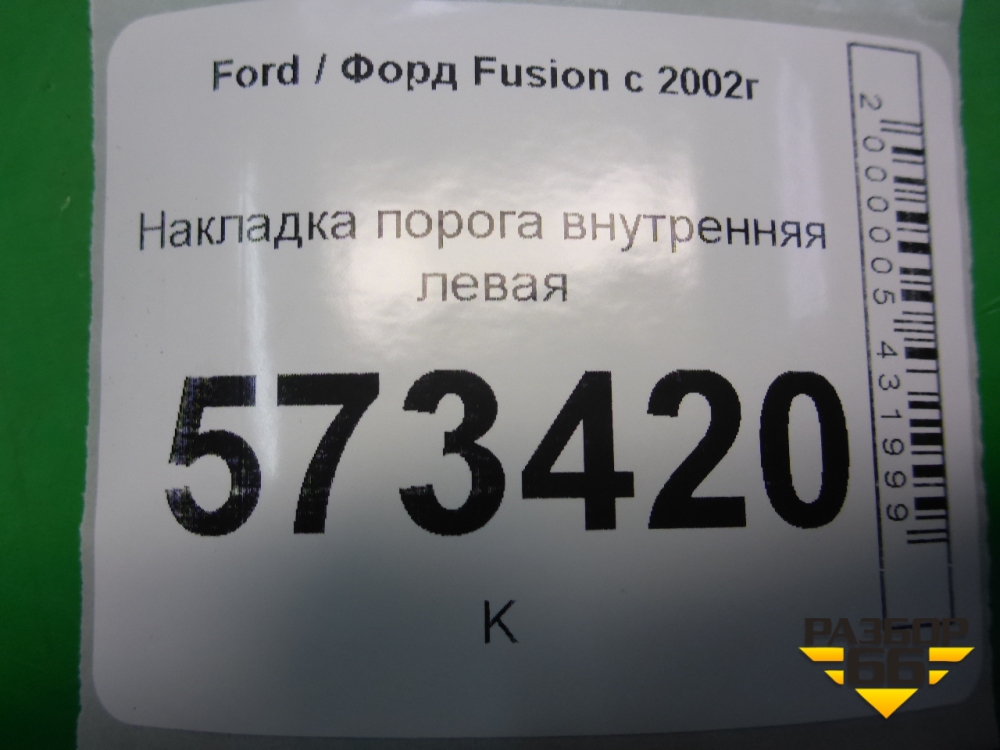 Ford / Форд Fusion с 2002г
Накладка порога внутренняя
левая
573420
К
2000005431999
РАЗБОР
66